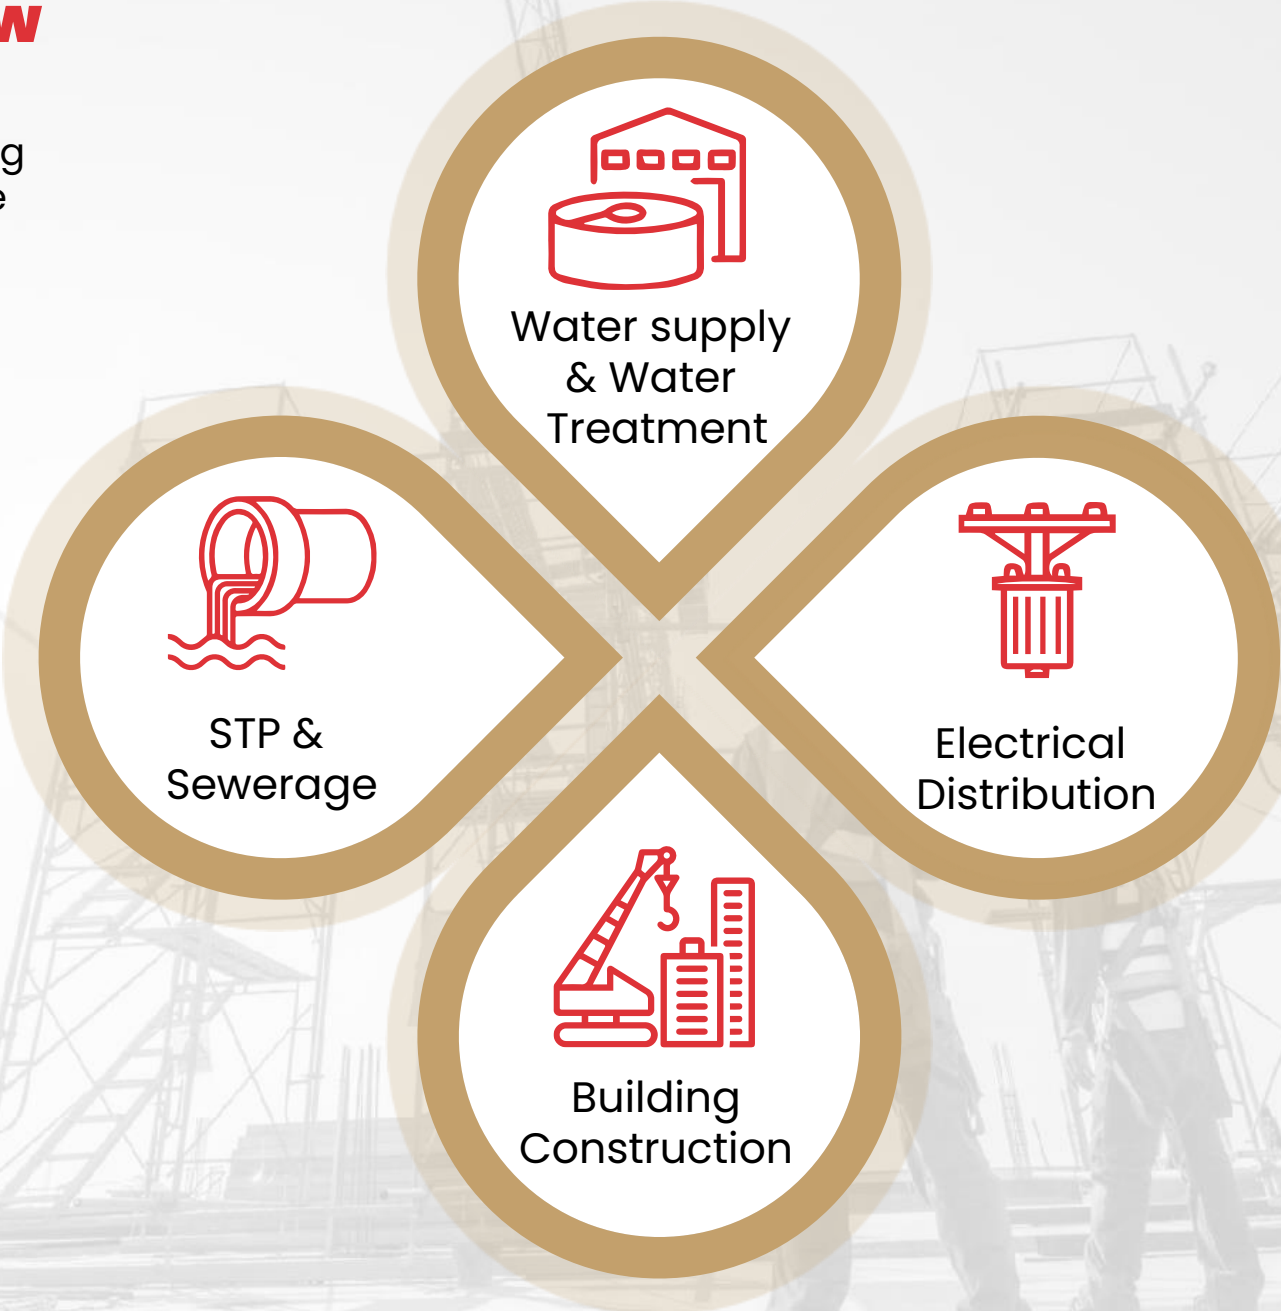 Water supply
& Water
Treatment
STP &
Sewerage
Electrical
Distribution
Building
Construction